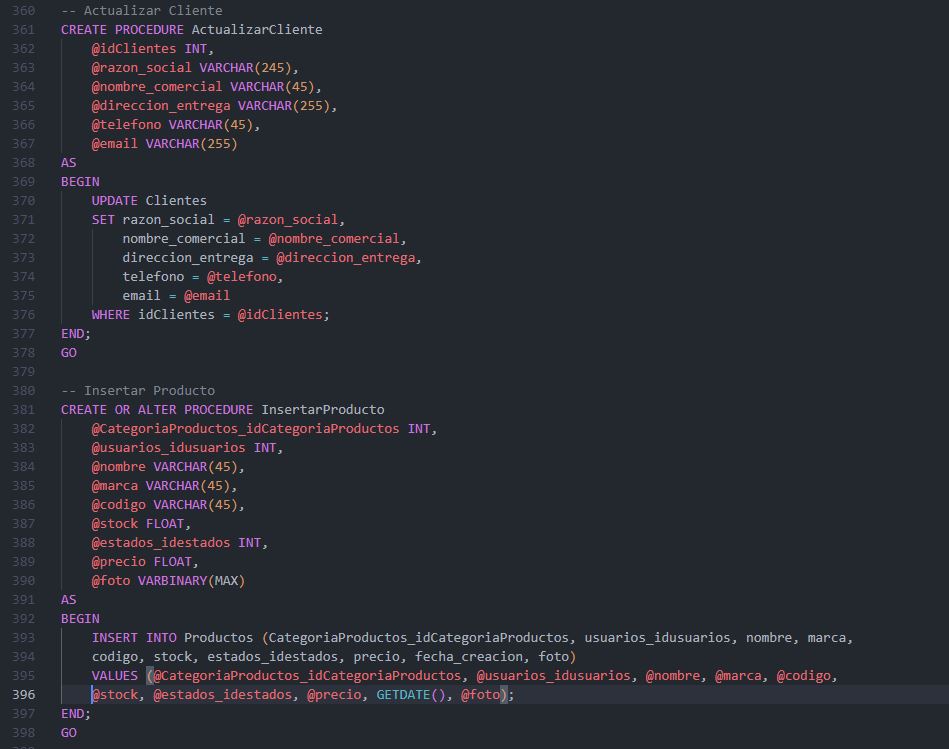 360 -- Actualizar Cliente
361 CREATE PROCEDURE ActualizarCliente
362     @idClientes INT,
363     @razon_social VARCHAR(245),
364     @nombre_comercial VARCHAR(45),
365     @direccion_entrega VARCHAR(255),
366     @telefono VARCHAR(45),
367     @email VARCHAR(255)
368 AS
369 BEGIN
370     UPDATE Clientes
371     SET razon_social = @razon_social,
372         nombre_comercial = @nombre_comercial,
373         direccion_entrega = @direccion_entrega,
374         telefono = @telefono,
375         email = @email
376     WHERE idClientes = @idClientes;
377 END;
378 GO
379
380 -- Insertar Producto
381 CREATE OR ALTER PROCEDURE InsertarProducto
382     @CategoriaProductos_idCategoriaProductos INT,
383     @usuarios_idusuarios INT,
384     @nombre VARCHAR(45),
385     @marca VARCHAR(45),
386     @codigo VARCHAR(45),
387     @stock FLOAT,
388     @estados_idestados INT,
389     @precio FLOAT,
390     @foto VARBINARY(MAX)
391 AS
392 BEGIN
393     INSERT INTO Productos (CategoriaProductos_idCategoriaProductos, usuarios_idusuarios, nombre, marca,
394     codigo, stock, estados_idestados, precio, fecha_creacion, foto)
395     VALUES (@CategoriaProductos_idCategoriaProductos, @usuarios_idusuarios, @nombre, @marca, @codigo,
396     @stock, @estados_idestados, @precio, GETDATE(), @foto);
397 END;
398 GO